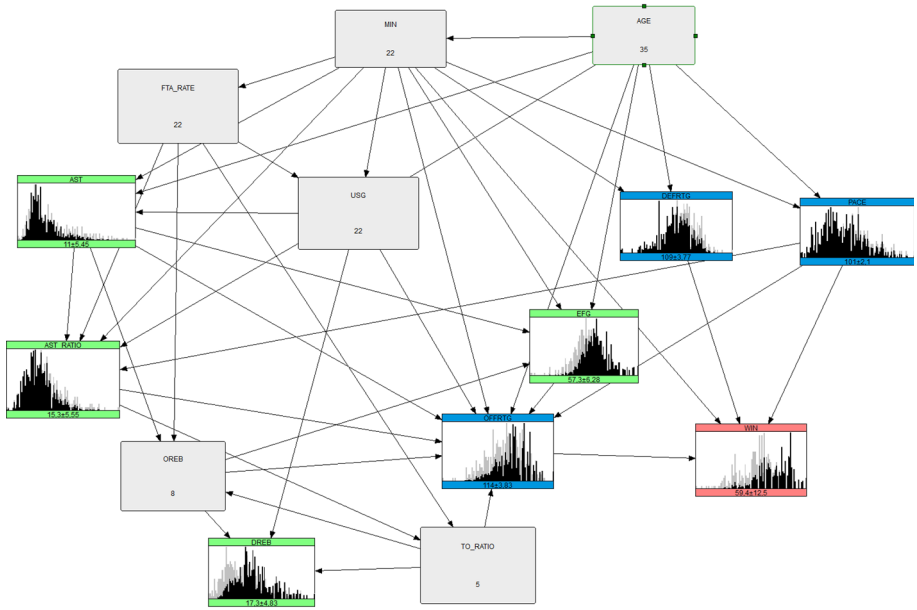 MIN
22
AGE
35
FTA_RATE
22
AST
11±5,45
USG
22
DEFRTG
109±3,77
PACE
101±2,1
EFG
57,3±6,28
AST_RATIO
15,3±5,55
OFFRTG
114±3,83
WIN
59,4±12,5
OREB
8
DREB
17,3±4,83
TO_RATIO
5